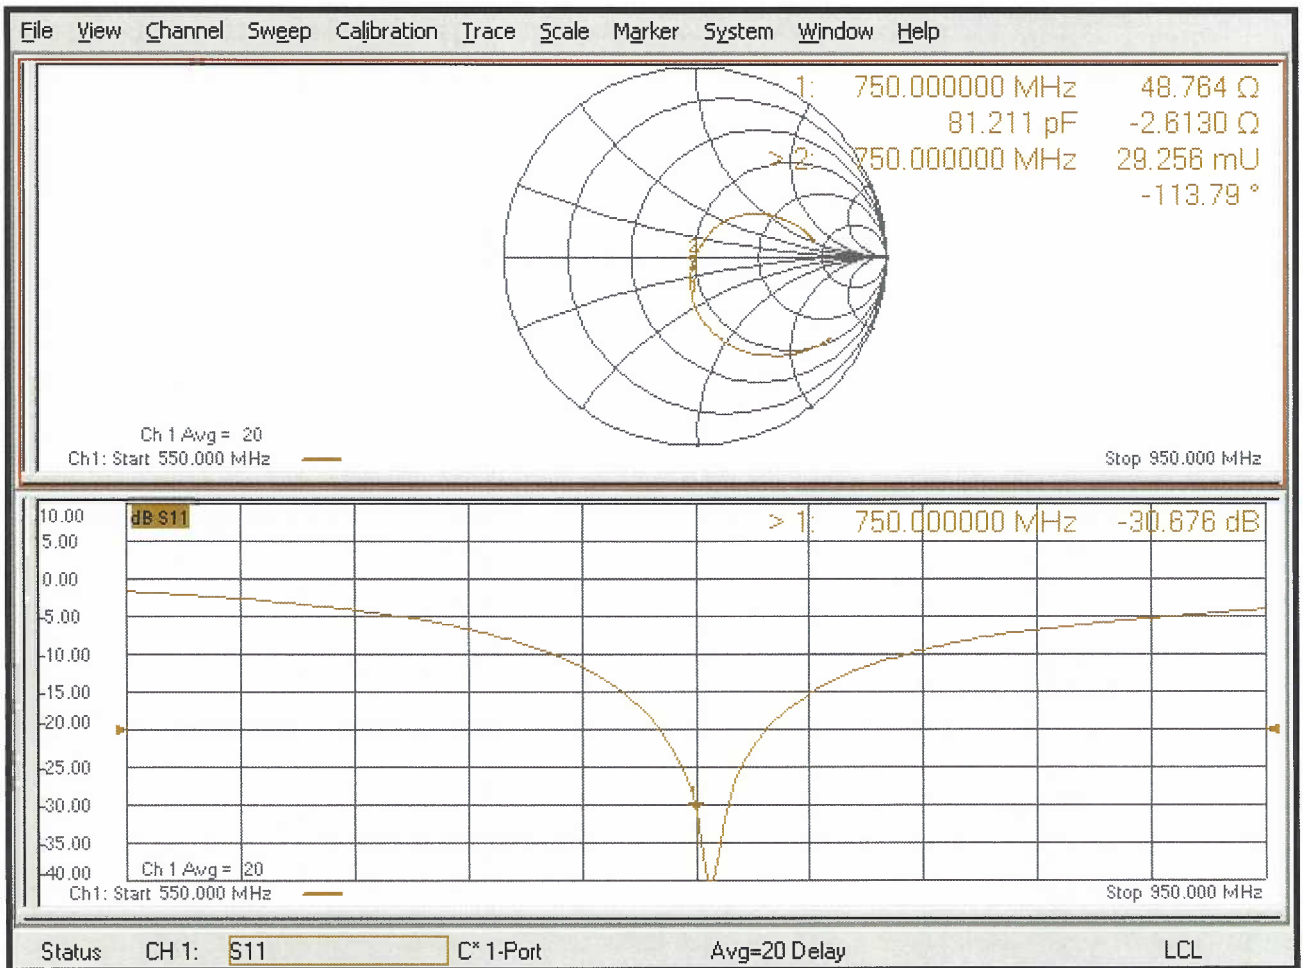 File View Channel Sweep Calibration Trace Scale Marker System Window Help
1: 750.000000 MHz 48.764 Ω
81.211 pF -2.6130 Ω
> 2: 750.000000 MHz 29.256 mU
-113.79 °
Ch 1 Avg = 20
Ch1: Start 550.000 MHz
Stop 950.000 MHz
10.00
dB S11
> 1: 750.000000 MHz -30.676 dB
5.00
0.00
-5.00
-10.00
-15.00
-20.00
-25.00
-30.00
-35.00
-40.00
Ch 1 Avg = 20
Ch1: Start 550.000 MHz
Stop 950.000 MHz
Status CH 1: S11 C* 1-Port Avg=20 Delay LCL